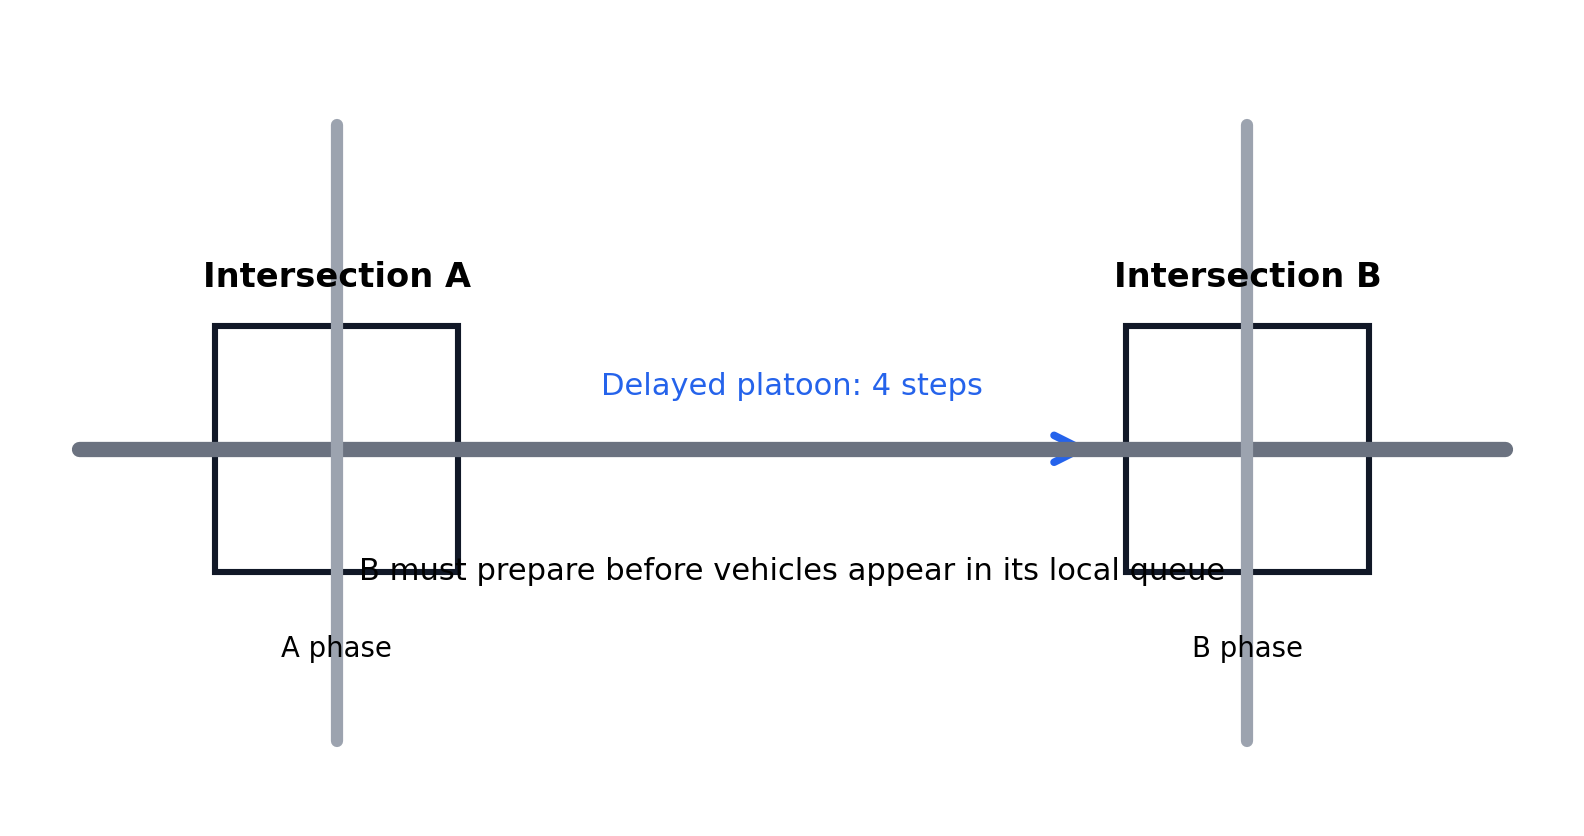 Intersection A
Intersection B
Delayed platoon: 4 steps
B must prepare before vehicles appear in its local queue
A phase
B phase